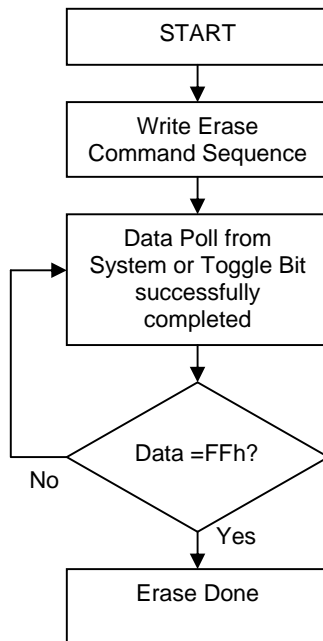 START
Write Erase
Command Sequence
Data Poll from
System or Toggle Bit
successfully
completed
Data =FFh?
No
Yes
Erase Done